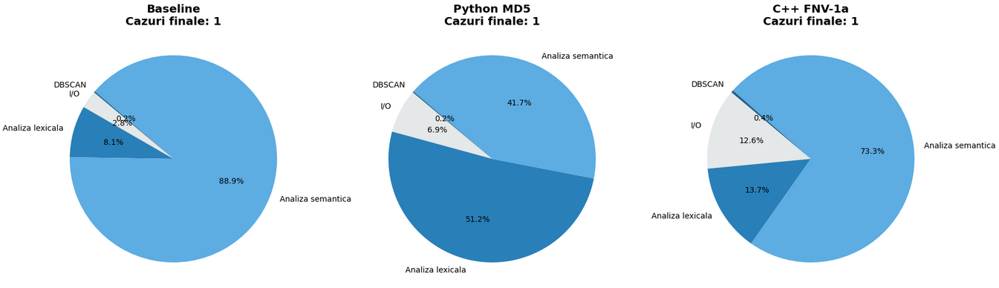 Baseline
Cazuri finale: 1
DBSCAN
I/O
Analiza lexicala
0.2%
2.8%
8.1%
88.9%
Analiza semantica
Python MD5
Cazuri finale: 1
Analiza semantica
DBSCAN
I/O
41.7%
0.2%
6.9%
51.2%
Analiza lexicala
C++ FNV-1a
Cazuri finale: 1
DBSCAN
I/O
0.4%
12.6%
73.3%
Analiza semantica
13.7%
Analiza lexicala